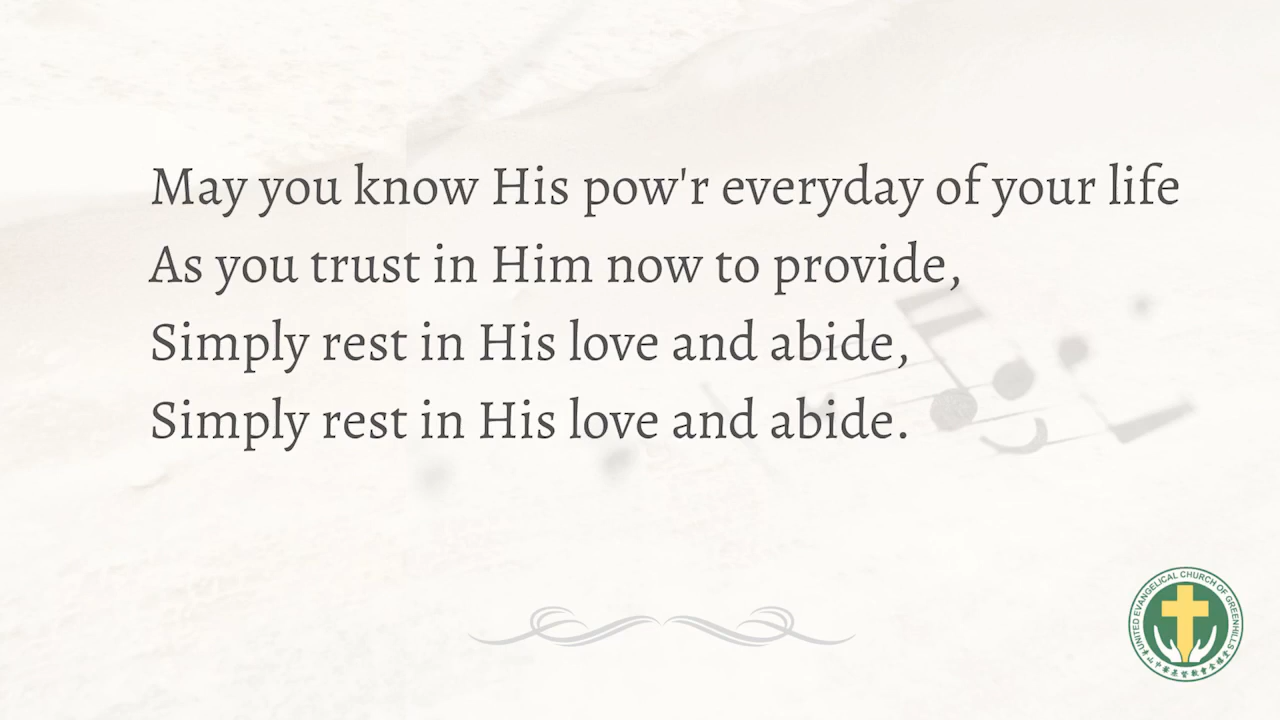 May you know His pow'r everyday of your life
As you trust in Him now to provide,
Simply rest in His love and abide,
Simply rest in His love and abide.
UNITED EVANGELICAL CHURCH OF GREENHILLS